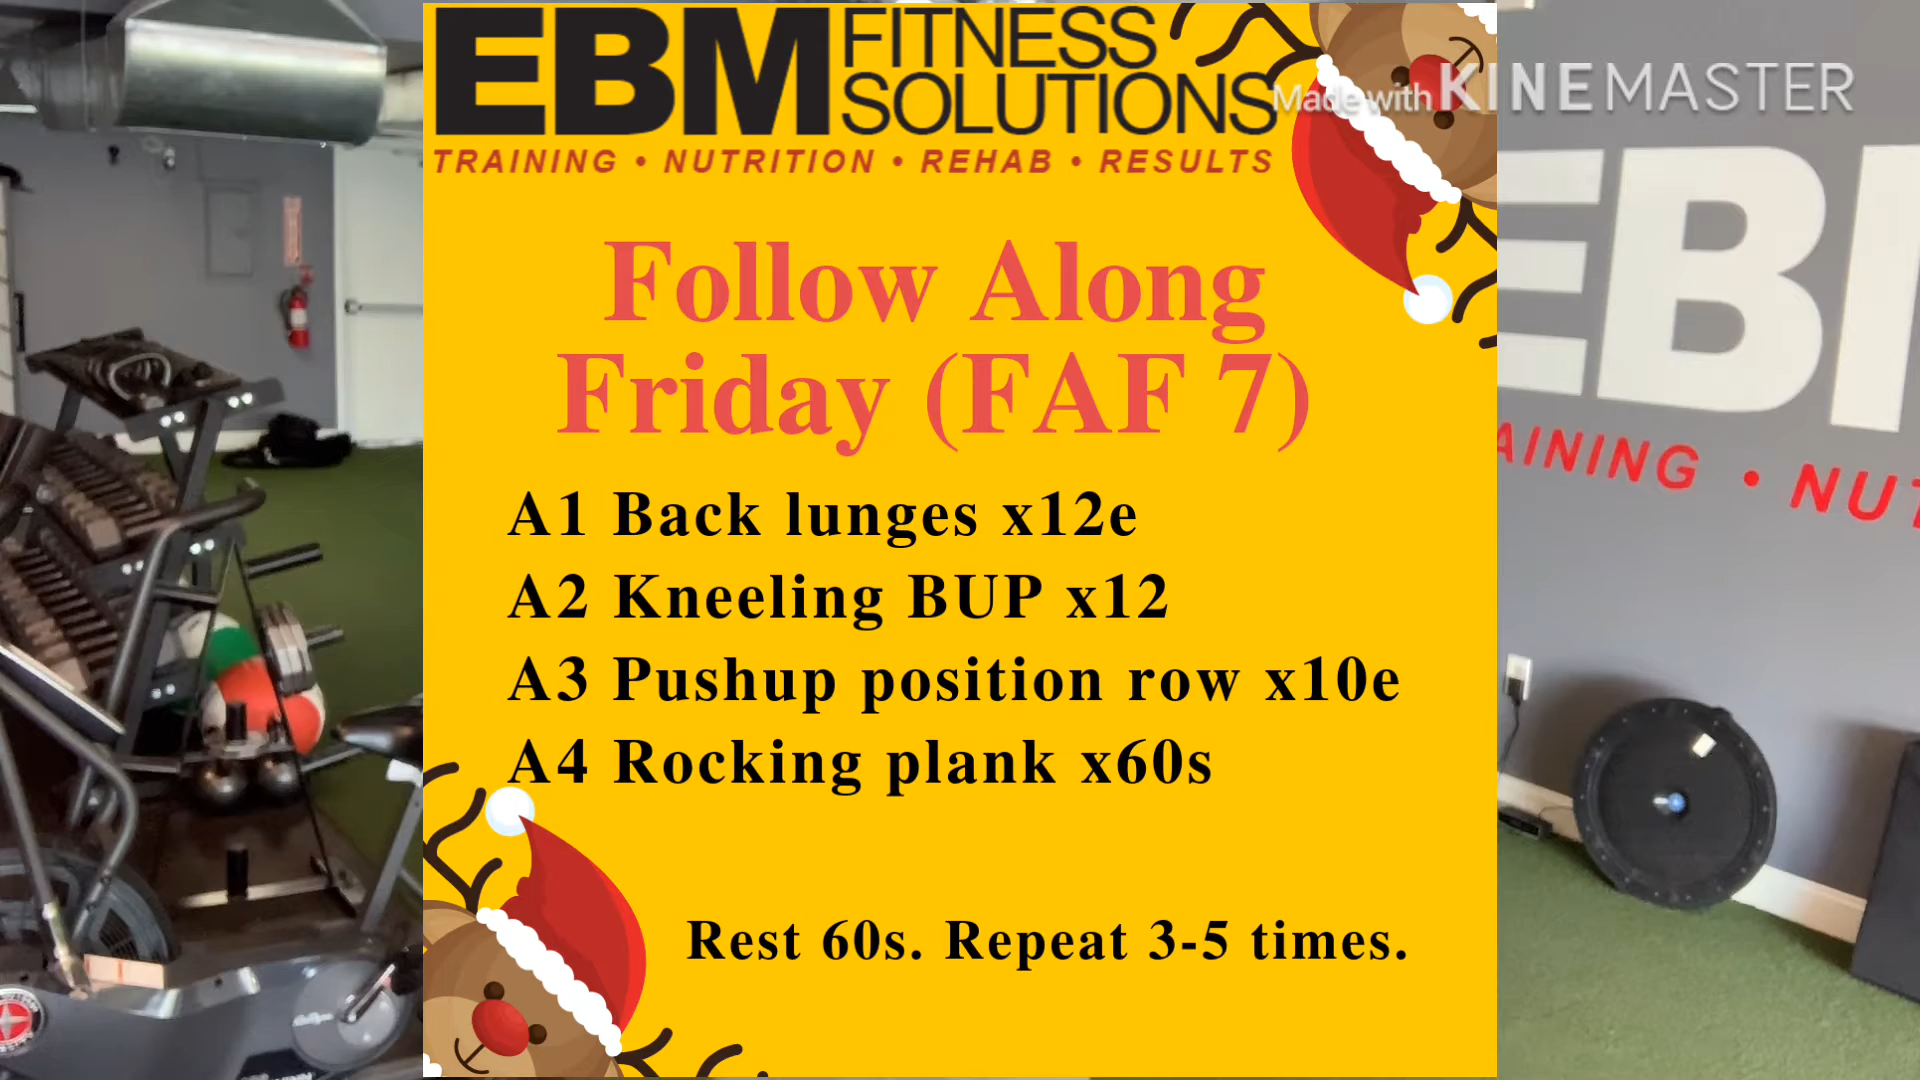 EBM FITNESS
SOLUTIONS
TRAINING • NUTRITION • REHAB • RESULTS
Made with KINEMASTER
Follow Along
Friday (FAF 7)
A1 Back lunges x12e
A2 Kneeling BUP x12
A3 Pushup position row x10e
A4 Rocking plank x60s
Rest 60s. Repeat 3-5 times.
EB
AINING • NUT